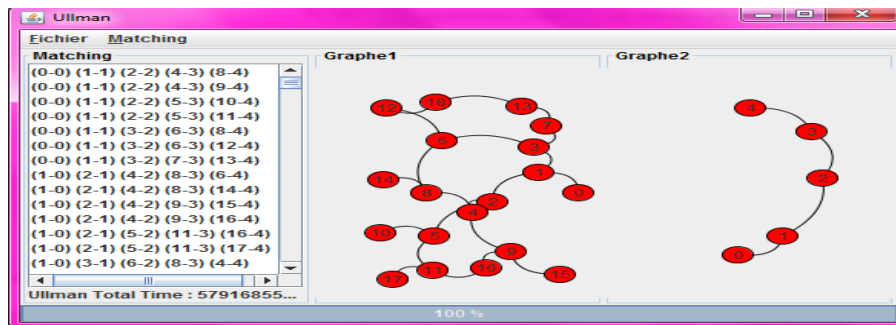 Ullman
Fichier Matching
Matching
(0-0) (1-1) (2-2) (4-3) (8-4)
(0-0) (1-1) (2-2) (4-3) (9-4)
(0-0) (1-1) (2-2) (5-3) (10-4)
(0-0) (1-1) (2-2) (5-3) (11-4)
(0-0) (1-1) (3-2) (6-3) (8-4)
(0-0) (1-1) (3-2) (6-3) (12-4)
(0-0) (1-1) (3-2) (7-3) (13-4)
(1-0) (2-1) (4-2) (8-3) (6-4)
(1-0) (2-1) (4-2) (8-3) (14-4)
(1-0) (2-1) (4-2) (9-3) (15-4)
(1-0) (2-1) (4-2) (9-3) (16-4)
(1-0) (2-1) (5-2) (11-3) (16-4)
(1-0) (2-1) (5-2) (11-3) (17-4)
(1-0) (3-1) (6-2) (8-3) (4-4)
Ullman Total Time : 57916855...
Graphe1
12
18
13
7
6
3
1
14
8
0
2
4
10
5
9
11
16
15
17
Graphe2
4
3
2
1
0
100 %